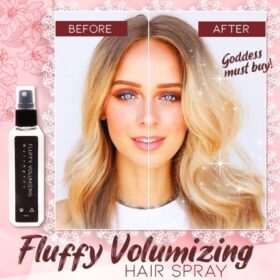 BEFORE
AFTER
Goddess
must buy!
FLUFFY VOLUMIZING
Fluffy Volumizing
HAIR SPRAY